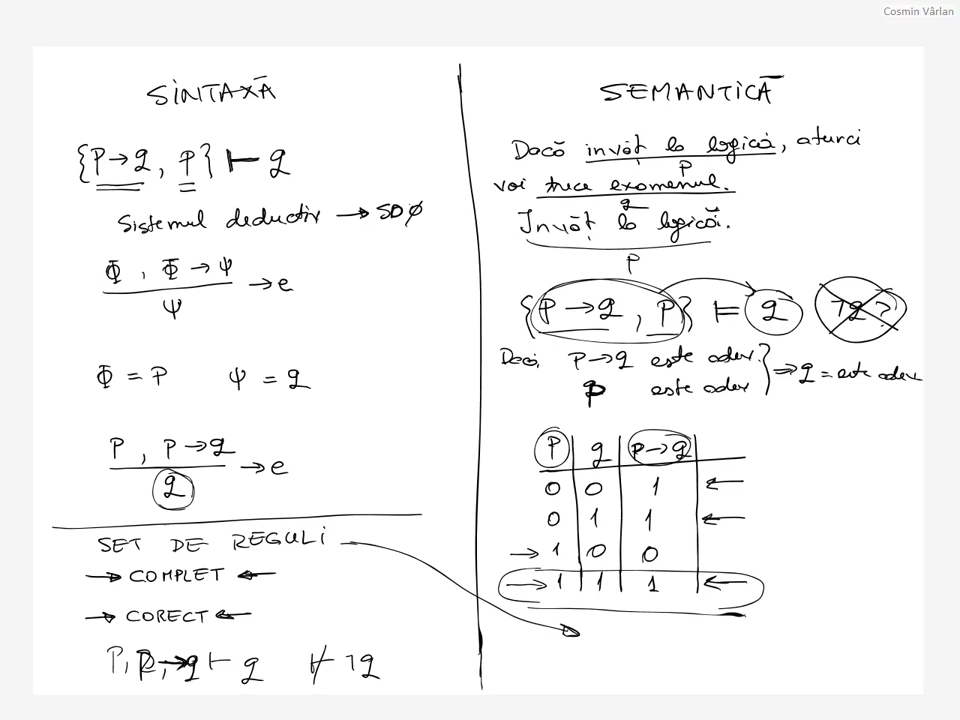 Cosmin Vârlan
SINTAXĂ
{P→q, P} ⊢ q
Sistemul deductiv → SD∅
Φ, Φ→Ψ
Ψ
→e
Φ = P Ψ = q
P, P→q
q
→e
SET DE REGULI
→ COMPLET ←
→ CORECT ←
P, P→q ⊢ q ⊬ ¬q
SEMANTICĂ
Dacă învăț la logică, atunci
P
voi trece examenul.
q
Învăț la logică.
P
{P→q, P} ⊨ q ¬q?
Dacă P→q este adev.
P este adev
} ⇒ q = este adev
P q P→q
0 0 1 ←
0 1 1 ←
→ 1 0 0
→ 1 1 1 ←